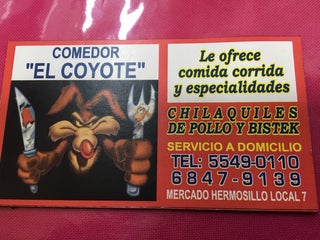 COMEDOR
"EL COYOTE"
Le ofrece
comida corrida
y especialidades
CHILAQUILES
DE POLLO Y BISTEK
SERVICIO A DOMICILIO
TEL: 5549-0110
6847-9139
MERCADO HERMOSILLO LOCAL 7